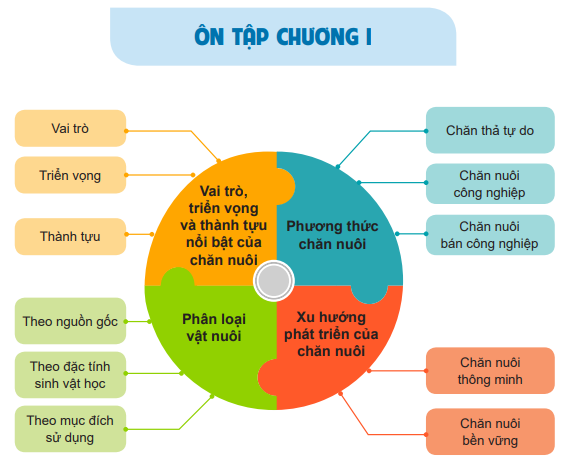 ÔN TẬP CHƯƠNG I
Vai trò
Triển vọng
Thành tựu
Vai trò,
triển vọng
và thành tựu
nổi bật của
chăn nuôi
Phương thức
chăn nuôi
Chăn thả tự do
Chăn nuôi
công nghiệp
Chăn nuôi
bán công nghiệp
Theo nguồn gốc
Theo đặc tính
sinh vật học
Theo mục đích
sử dụng
Phân loại
vật nuôi
Xu hướng
phát triển của
chăn nuôi
Chăn nuôi
thông minh
Chăn nuôi
bền vững